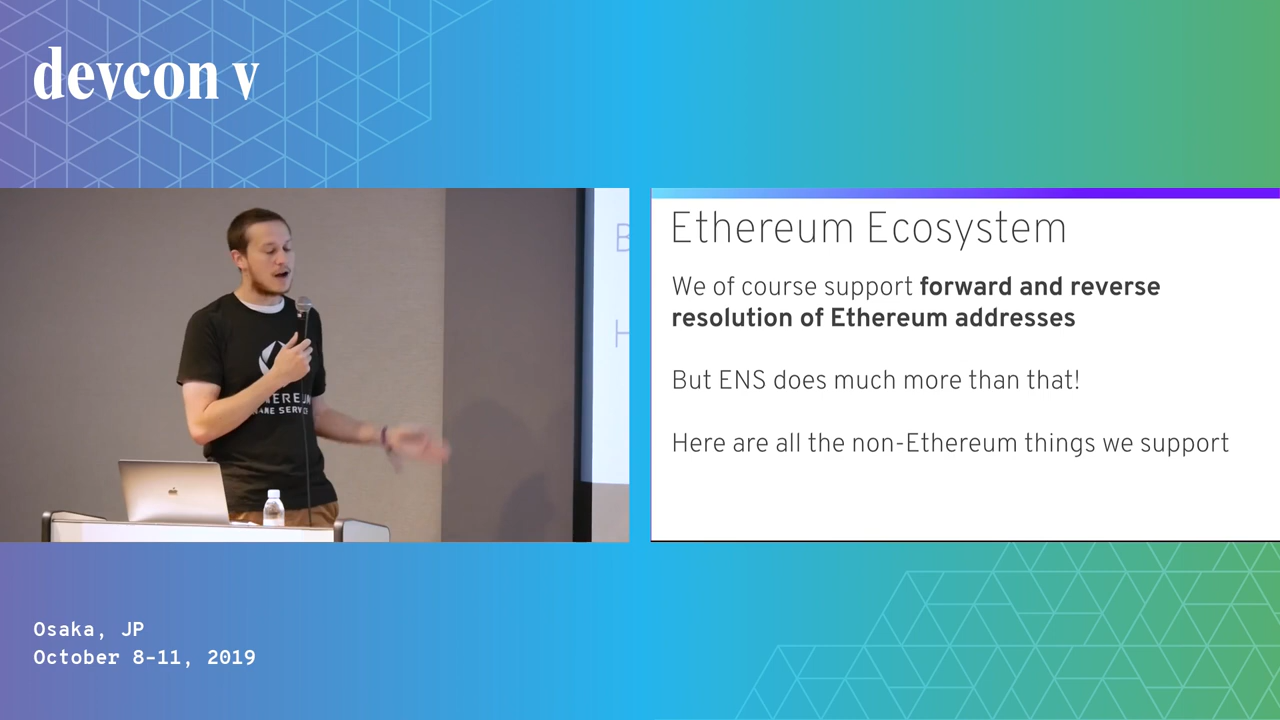 devcon v
Ethereum Ecosystem
We of course support forward and reverse
resolution of Ethereum addresses
But ENS does much more than that!
Here are all the non-Ethereum things we support
Osaka, JP
October 8-11, 2019